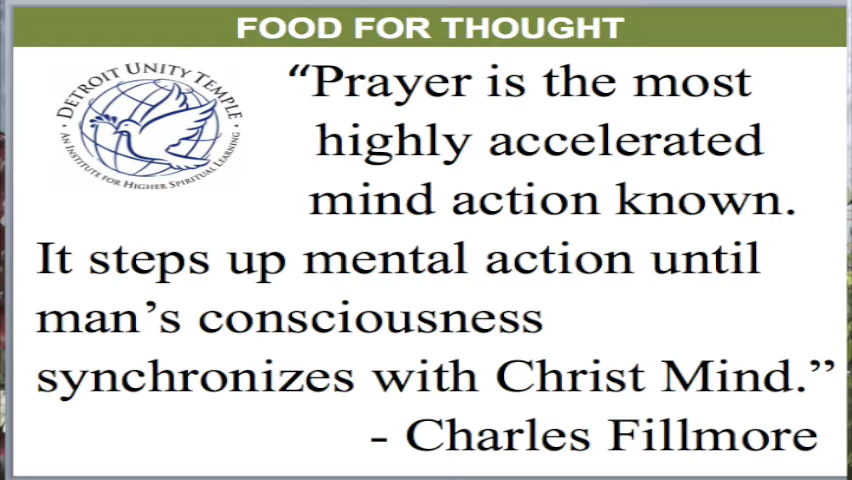 FOOD FOR THOUGHT
DETROIT UNITY TEMPLE
AN INSTITUTE FOR HIGHER SPIRITUAL LEARNING
“Prayer is the most
highly accelerated
mind action known.
It steps up mental action until
man’s consciousness
synchronizes with Christ Mind.”
- Charles Fillmore